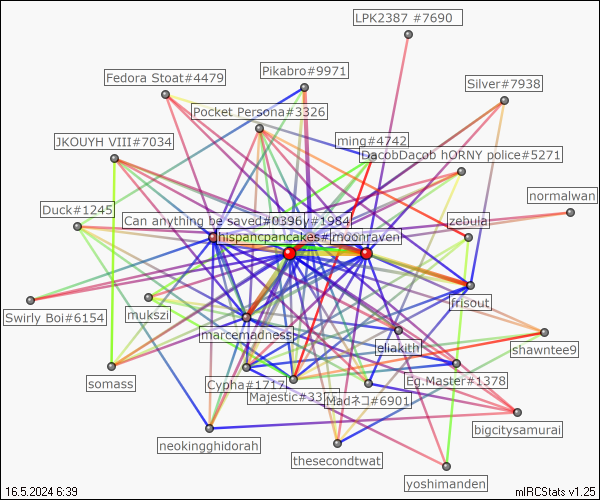 LPK2387 #7690
Pikabro#9971
Fedora Stoat#4479
Silver#7938
Pocket Persona#3326
JKOUYH VIII#7034
ming#4742
DacobDacob hORNY police#5271
normalwan
Duck#1245
Can anything be saved#0396
y#1984
zebula
hispancpancakes#
moonraven
frisout
Swirly Boi#6154
mukszi
marcemadness
eliakith
shawntee9
somass
Cypha#1717
Eg.Master#1378
Majestic#33
Madネコ#6901
bigcitysamurai
neokingghidorah
thesecondtwat
yoshimanden
16.5.2024 6:39
mIRCStats v1.25